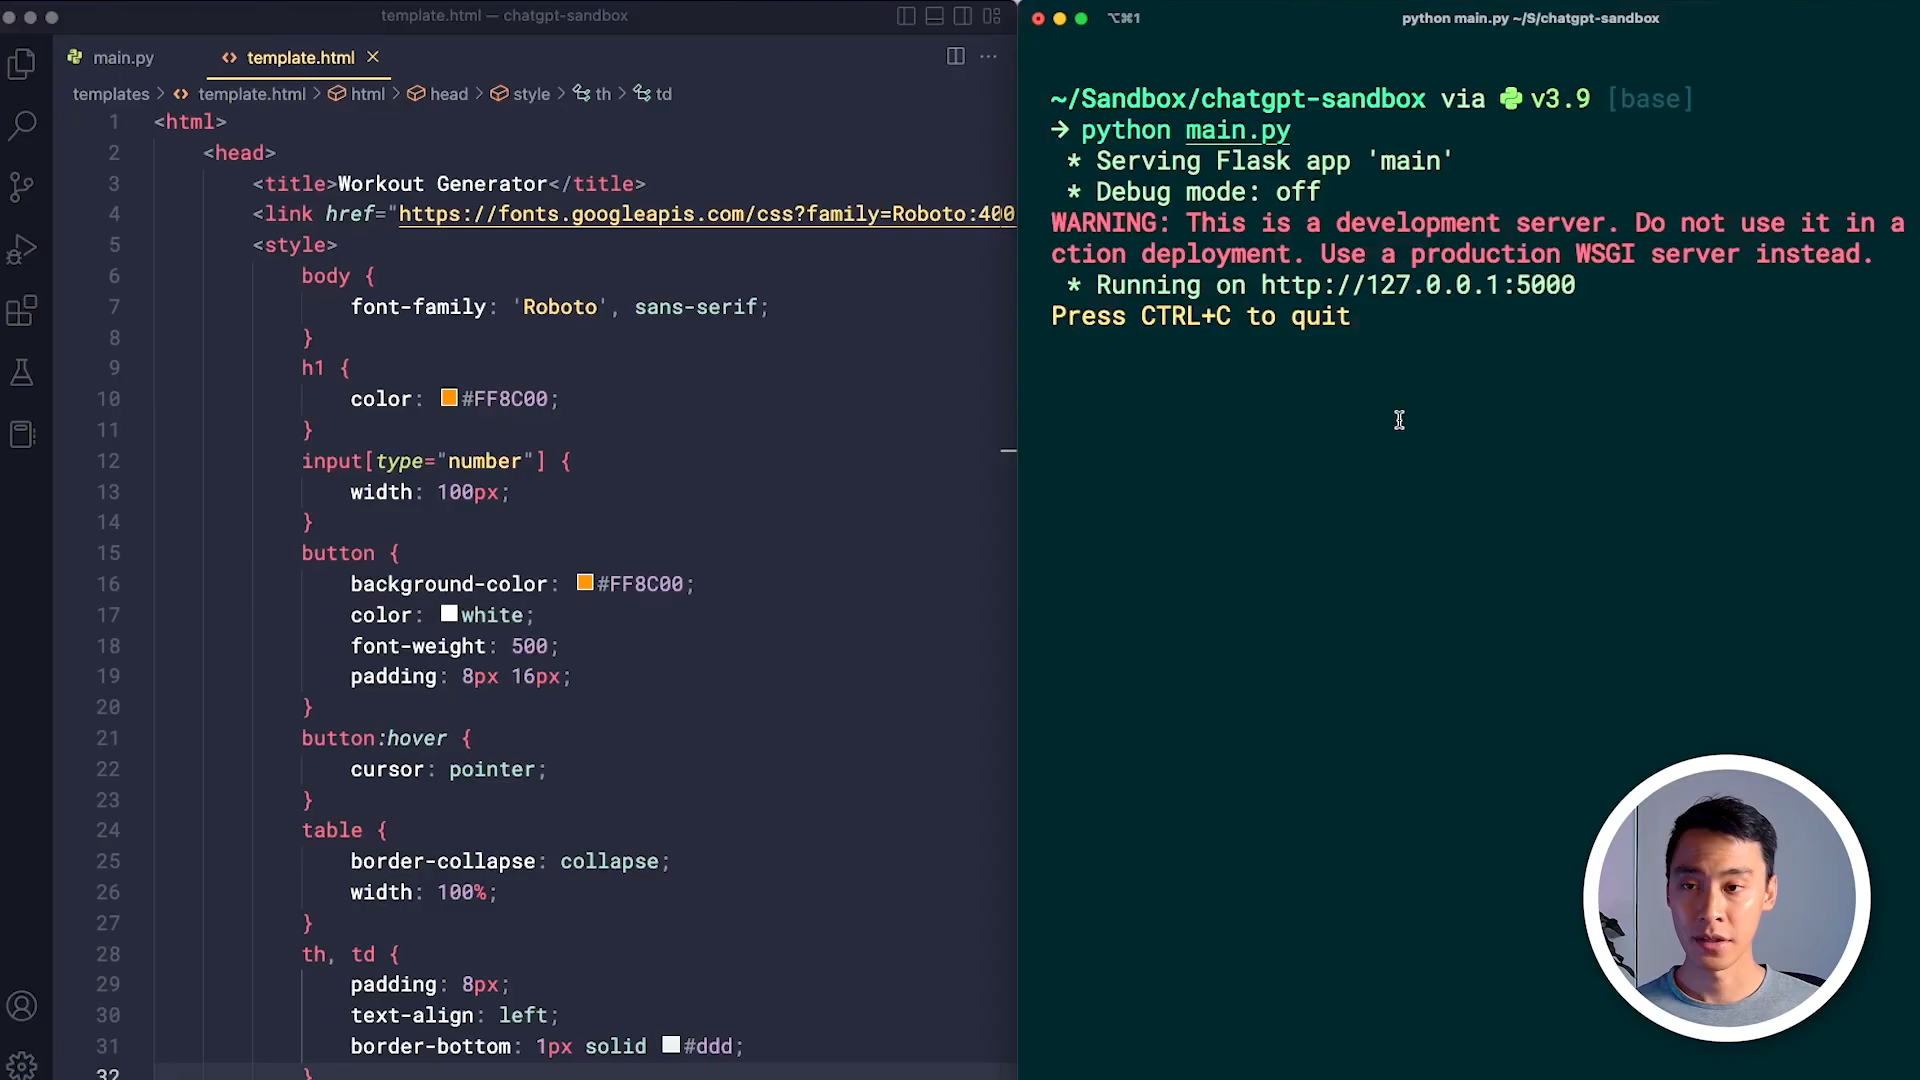 template.html — chatgpt-sandbox
main.py
template.html
templates > template.html > html > head > style > th > td
1 <html>
2 <head>
3 <title>Workout Generator</title>
4 <link href="https://fonts.googleapis.com/css?family=Roboto:400
5 <style>
6 body {
7 font-family: 'Roboto', sans-serif;
8 }
9 h1 {
10 color: #FF8C00;
11 }
12 input[type="number"] {
13 width: 100px;
14 }
15 button {
16 background-color: #FF8C00;
17 color: white;
18 font-weight: 500;
19 padding: 8px 16px;
20 }
21 button:hover {
22 cursor: pointer;
23 }
24 table {
25 border-collapse: collapse;
26 width: 100%;
27 }
28 th, td {
29 padding: 8px;
30 text-align: left;
31 border-bottom: 1px solid #ddd;
32 }
⌥⌘1
python main.py ~/S/chatgpt-sandbox
~/Sandbox/chatgpt-sandbox via v3.9 [base]
→ python main.py
* Serving Flask app 'main'
* Debug mode: off
WARNING: This is a development server. Do not use it in a
ction deployment. Use a production WSGI server instead.
* Running on http://127.0.0.1:5000
Press CTRL+C to quit